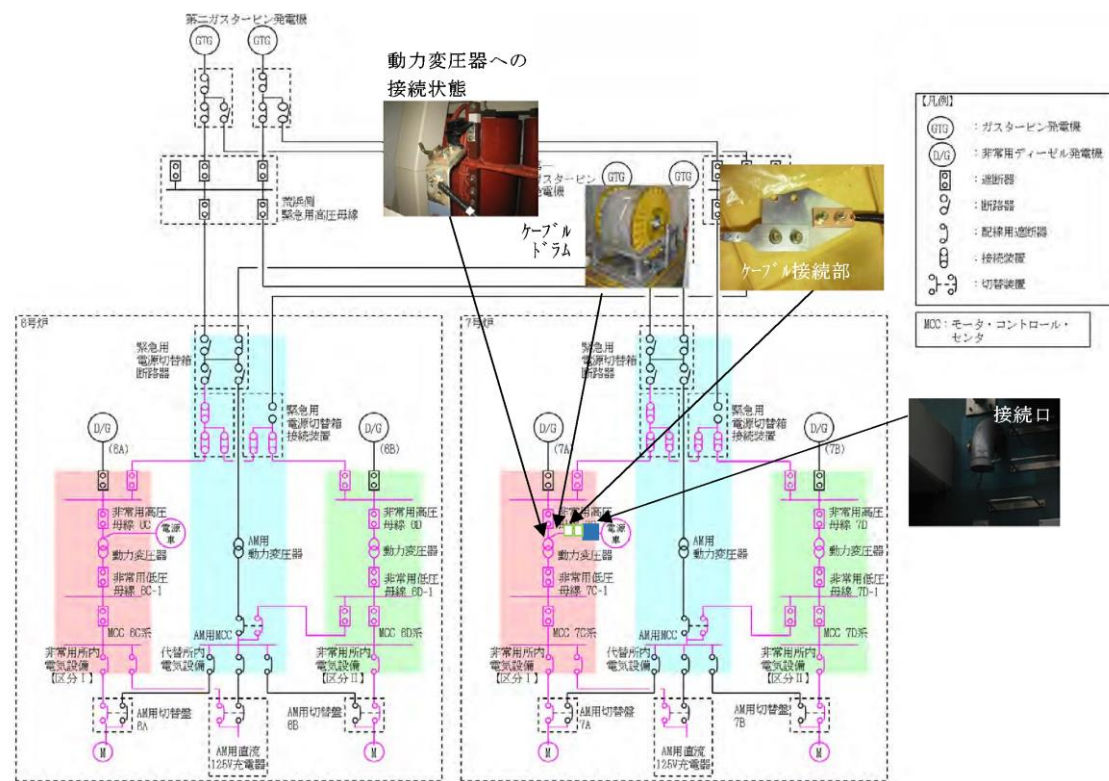 第二ガスタービン発電機
GTG
GTG
動力変圧器への
接続状態
荒浜側
緊急用高圧母線
ガスタービン
GTG
GTG
ケーブル
ドラム
ケーブル接続部
【凡例】
GTG
：ガスタービン発電機
D/G
：非常用ディーゼル発電機
：遮断器
：断路器
：配線用遮断器
：接続装置
：切替装置
MCC：モータ・コントロール・
センタ
接続口
6号炉
緊急用
電源切替箱
断路器
緊急用
電源切替箱
接続装置
D/G
(6A)
D/G
(6B)
非常用高圧
母線 6C
電源
車
動力変圧器
非常用低圧
母線 6C-1
MCC 6C系
非常用所内
電気設備
【区分Ⅰ】
AM用
動力変圧器
AM用MCC
代替所内
電気設備
非常用高圧
母線 6D
動力変圧器
非常用低圧
母線 6D-1
MCC 6D系
非常用所内
電気設備
【区分Ⅱ】
AM用切替盤
6A
AM用切替盤
6B
AM用直流
125V充電器
M
M
7号炉
緊急用
電源切替箱
断路器
緊急用
電源切替箱
接続装置
D/G
(7A)
D/G
(7B)
非常用高圧
電源
車
動力変圧器
非常用低圧
母線 7C-1
MCC 7C系
非常用所内
電気設備
【区分Ⅰ】
AM用
動力変圧器
AM用MCC
代替所内
電気設備
非常用高圧
母線 7D
動力変圧器
非常用低圧
母線 7D-1
MCC 7D系
非常用所内
電気設備
【区分Ⅱ】
AM用切替盤
7A
AM用切替盤
7B
AM用直流
125V充電器
M
M